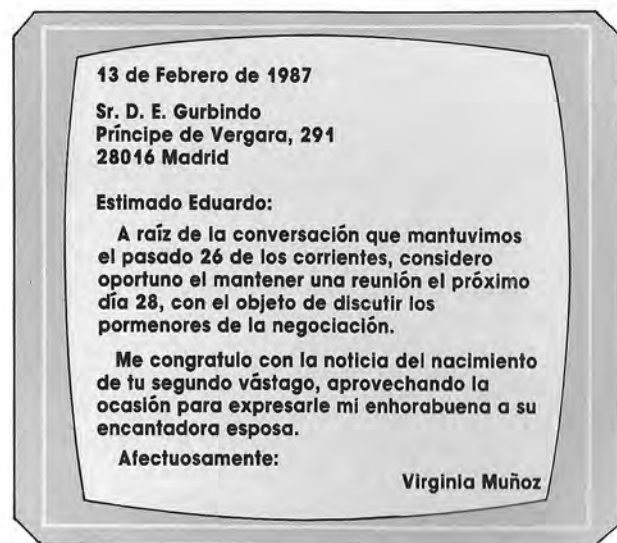 13 de Febrero de 1987
Sr. D. E. Gurbindo
Príncipe de Vergara, 291
28016 Madrid
Estimado Eduardo:
A raíz de la conversación que mantuvimos
el pasado 26 de los corrientes, considero
oportuno el mantener una reunión el próximo
día 28, con el objeto de discutir los
pormenores de la negociación.
Me congratulo con la noticia del nacimiento
de tu segundo vástago, aprovechando la
ocasión para expresarle mi enhorabuena a su
encantadora esposa.
Afectuosamente:
Virginia Muñoz